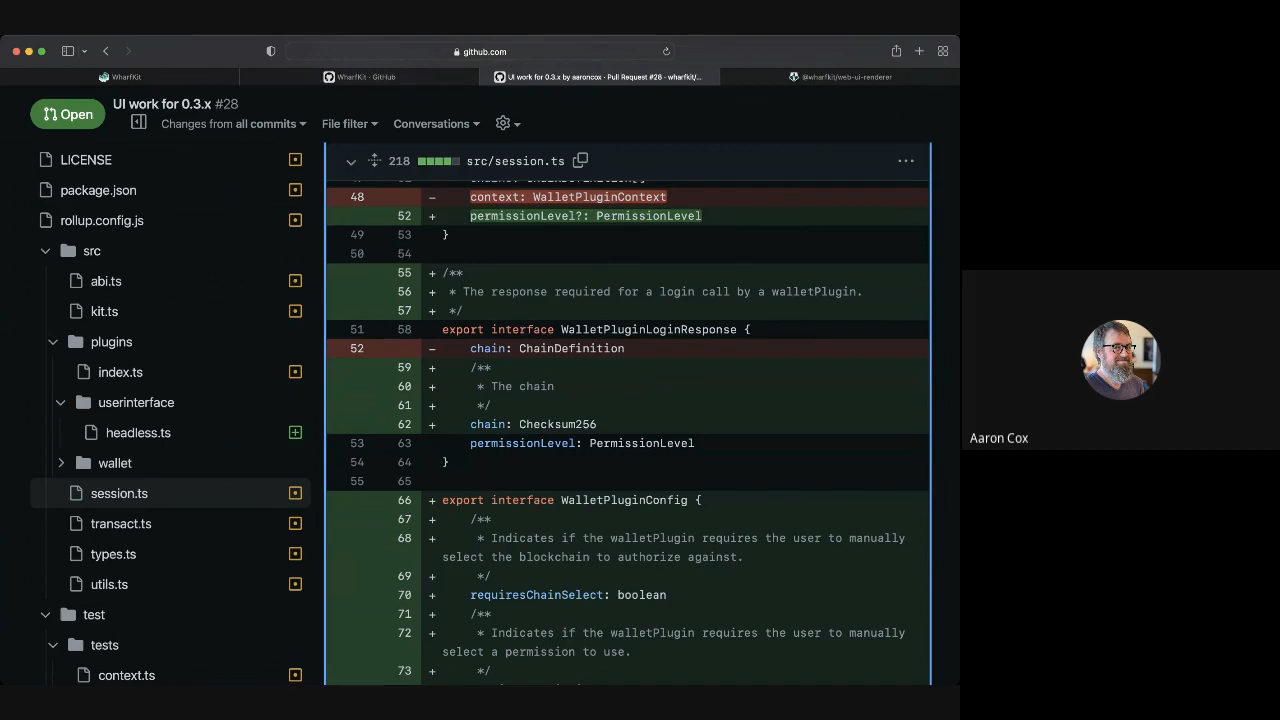 github.com
WharfKit
WharfKit · GitHub
UI work for 0.3.x by aaroncox · Pull Request #28 · wharfkit/...
@wharfkit/web-ui-renderer
Open
UI work for 0.3.x #28
Changes from all commits
File filter
Conversations
LICENSE
package.json
rollup.config.js
src
abi.ts
kit.ts
plugins
index.ts
userinterface
headless.ts
wallet
session.ts
transact.ts
types.ts
utils.ts
test
tests
context.ts
218 src/session.ts
48 - context: WalletPluginContext
52 + permissionLevel?: PermissionLevel
49 53 }
50 54
55 + /**
56 + * The response required for a login call by a walletPlugin.
57 + */
51 58 export interface WalletPluginLoginResponse {
52 - chain: ChainDefinition
59 + /**
60 + * The chain
61 + */
62 + chain: Checksum256
53 63 permissionLevel: PermissionLevel
54 64 }
55 65
66 + export interface WalletPluginConfig {
67 + /**
68 + * Indicates if the walletPlugin requires the user to manually
select the blockchain to authorize against.
69 + */
70 + requiresChainSelect: boolean
71 + /**
72 + * Indicates if the walletPlugin requires the user to manually
select a permission to use.
73 + */
Aaron Cox